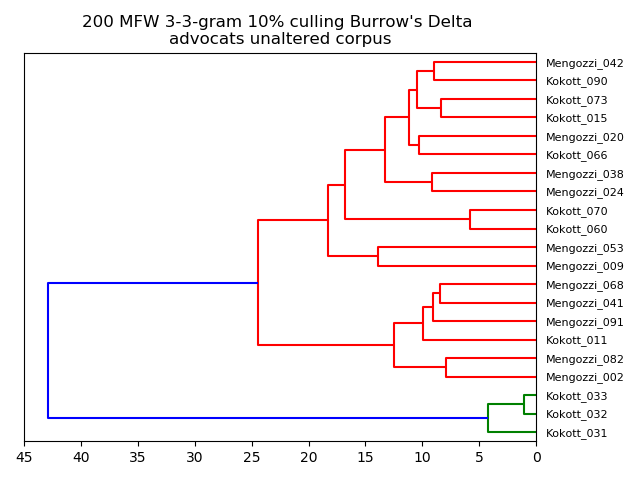 200 MFW 3-3-gram 10% culling Burrow's Delta
advocats unaltered corpus
Mengozzi_042
Kokott_090
Kokott_073
Kokott_015
Mengozzi_020
Kokott_066
Mengozzi_038
Mengozzi_024
Kokott_070
Kokott_060
Mengozzi_053
Mengozzi_009
Mengozzi_068
Mengozzi_041
Mengozzi_091
Kokott_011
Mengozzi_082
Mengozzi_002
Kokott_033
Kokott_032
Kokott_031
45 40 35 30 25 20 15 10 5 0